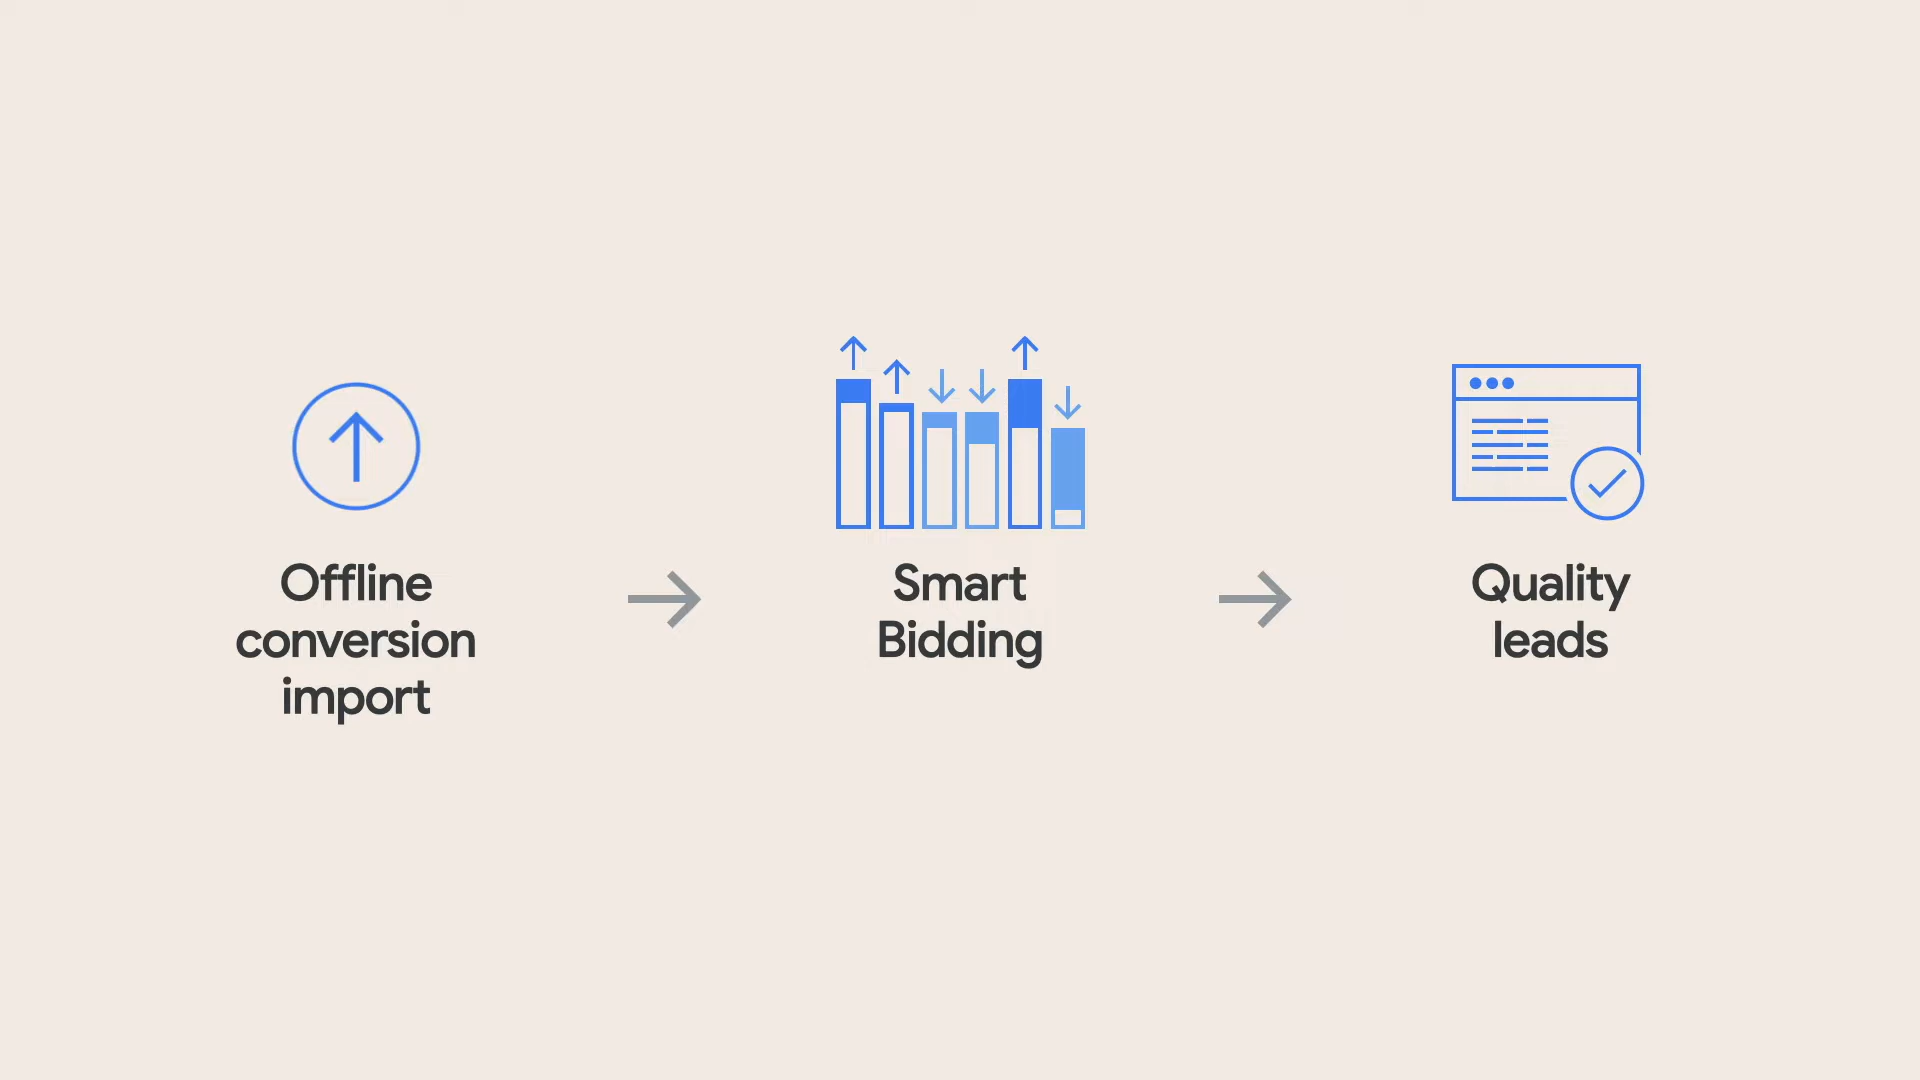 Offline
conversion
import
Smart
Bidding
Quality
leads